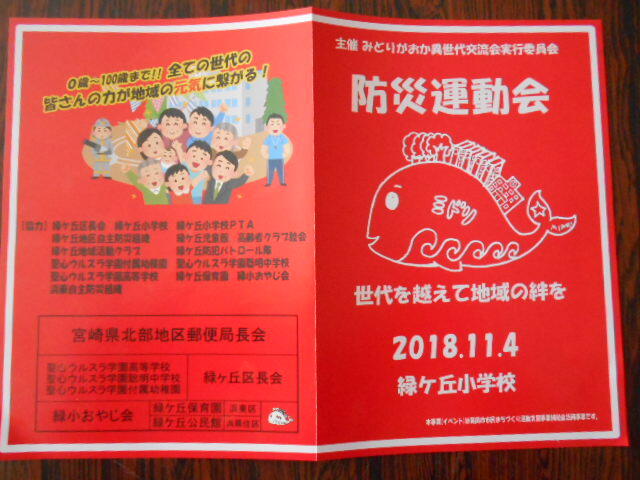 0歳～100歳まで!! 全ての世代の
皆さんの力が地域の元気に繋がる！
【協力】 緑ケ丘区長会 緑ケ丘小学校 緑ケ丘小学校PTA
緑ケ丘地区自主防災組織 緑ケ丘児童館 高齢者クラブ総会
緑ケ丘地域活動クラブ 緑ケ丘防犯パトロール隊
聖心ウルスラ学園付属幼稚園 聖心ウルスラ学園聡明中学校
聖心ウルスラ学園高等学校 緑ケ丘保育園 緑小おやじ会
浜東自主防災組織
宮崎県北部地区郵便局長会
聖心ウルスラ学園高等学校
聖心ウルスラ学園聡明中学校
聖心ウルスラ学園付属幼稚園
緑ヶ丘区長会
緑小おやじ会
緑ケ丘保育園
緑ケ丘公民館
浜東区
主催 みどりがおか異世代交流会実行委員会
防災運動会
ミドリ
世代を越えて地域の絆を
2018.11.4
緑ケ丘小学校